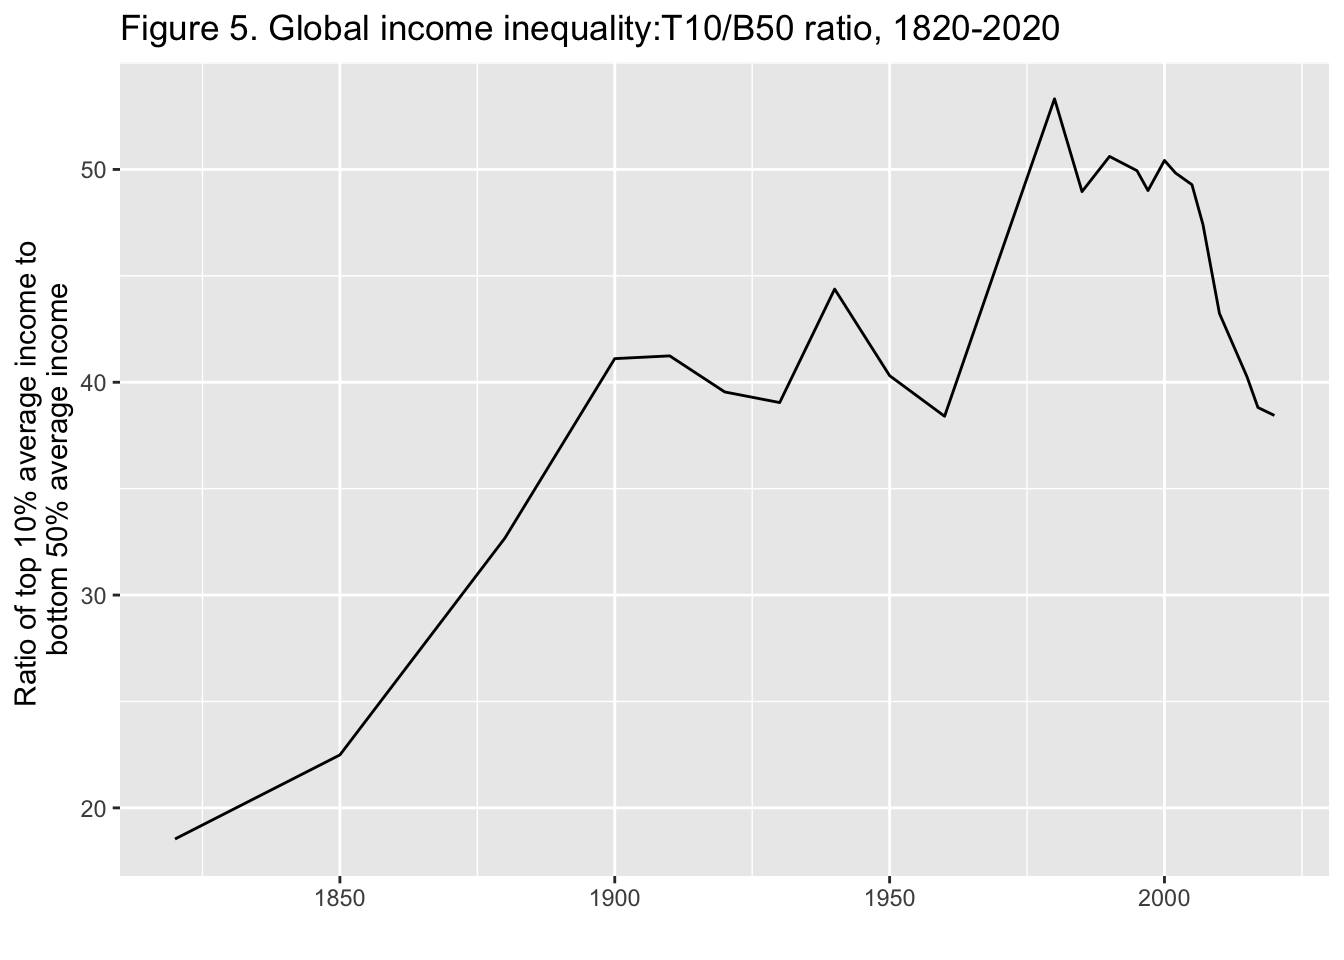 Figure 5. Global income inequality:T10/B50 ratio, 1820-2020
Ratio of top 10% average income to
bottom 50% average income
50
40
30
20
1850
1900
1950
2000